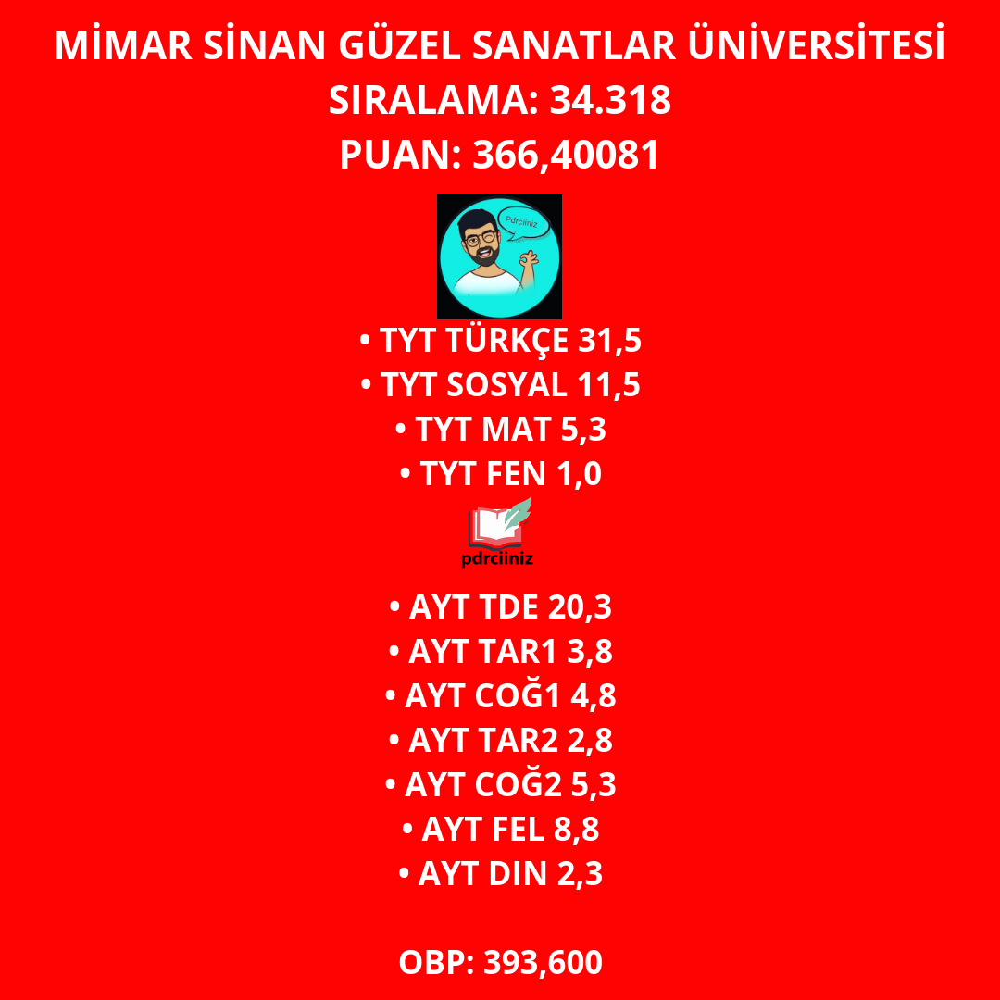 MİMAR SİNAN GÜZEL SANATLAR ÜNİVERSİTESİ
SIRALAMA: 34.318
PUAN: 366,40081
Pdrciiniz
• TYT TÜRKÇE 31,5
• TYT SOSYAL 11,5
• TYT MAT 5,3
• TYT FEN 1,0
pdrciiniz
• AYT TDE 20,3
• AYT TAR1 3,8
• AYT COĞ1 4,8
• AYT TAR2 2,8
• AYT COĞ2 5,3
• AYT FEL 8,8
• AYT DIN 2,3
OBP: 393,600